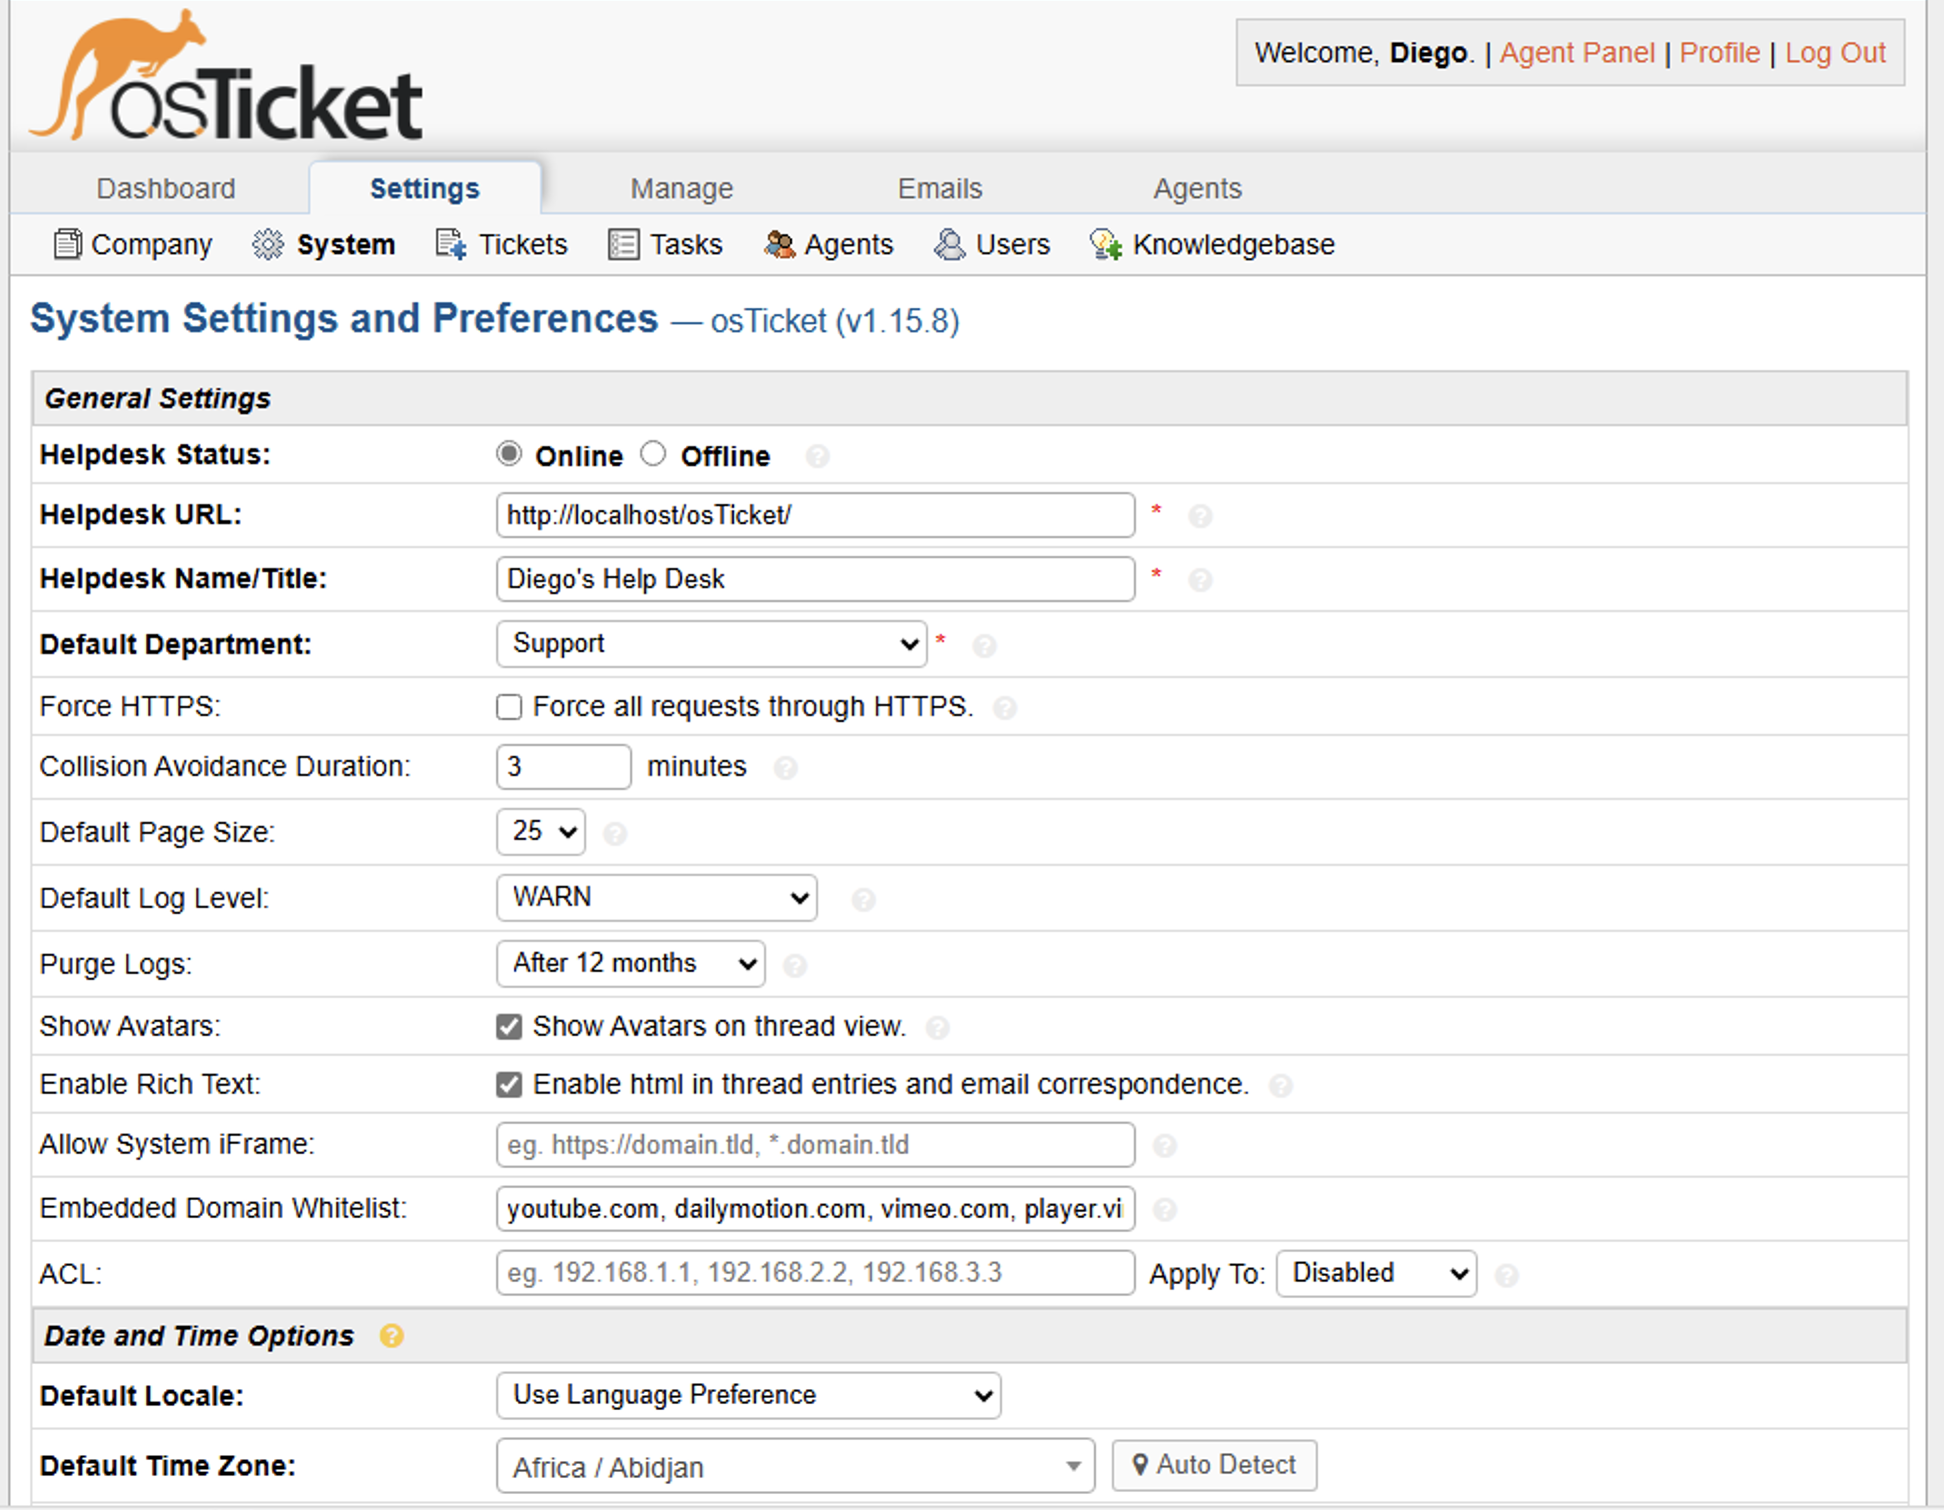 osTicket
Welcome, Diego. | Agent Panel | Profile | Log Out
Dashboard Settings Manage Emails Agents
Company System Tickets Tasks Agents Users Knowledgebase
System Settings and Preferences — osTicket (v1.15.8)
General Settings
Helpdesk Status: Online Offline ?
Helpdesk URL: http://localhost/osTicket/ * ?
Helpdesk Name/Title: Diego's Help Desk * ?
Default Department: Support * ?
Force HTTPS: Force all requests through HTTPS. ?
Collision Avoidance Duration: 3 minutes ?
Default Page Size: 25 ?
Default Log Level: WARN ?
Purge Logs: After 12 months ?
Show Avatars: Show Avatars on thread view. ?
Enable Rich Text: Enable html in thread entries and email correspondence. ?
Allow System iFrame: eg. https://domain.tld, *.domain.tld ?
Embedded Domain Whitelist: youtube.com, dailymotion.com, vimeo.com, player.vi ?
ACL: eg. 192.168.1.1, 192.168.2.2, 192.168.3.3 Apply To: Disabled ?
Date and Time Options ?
Default Locale: Use Language Preference
Default Time Zone: Africa / Abidjan Auto Detect